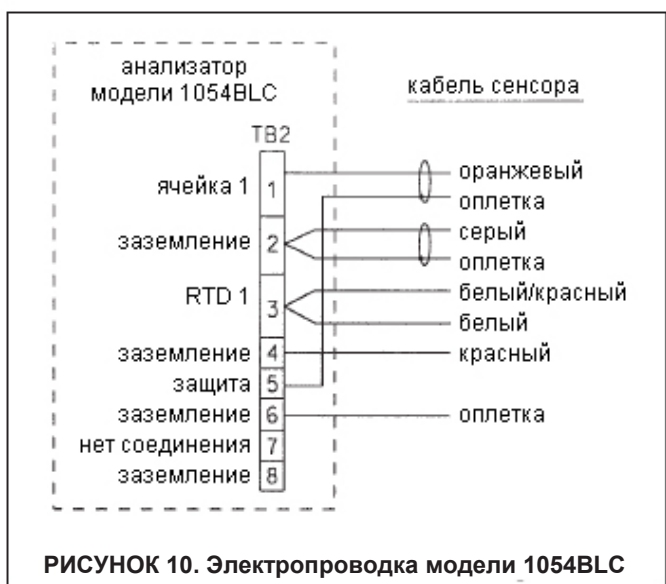 анализатор
модели 1054BLC
кабель сенсора
TB2
ячейка 1 1 оранжевый
оплетка
заземление 2 серый
оплетка
RTD 1 3 белый/красный
белый
заземление 4 красный
защита 5
заземление 6 оплетка
нет соединения 7
заземление 8
РИСУНОК 10. Электропроводка модели 1054BLC